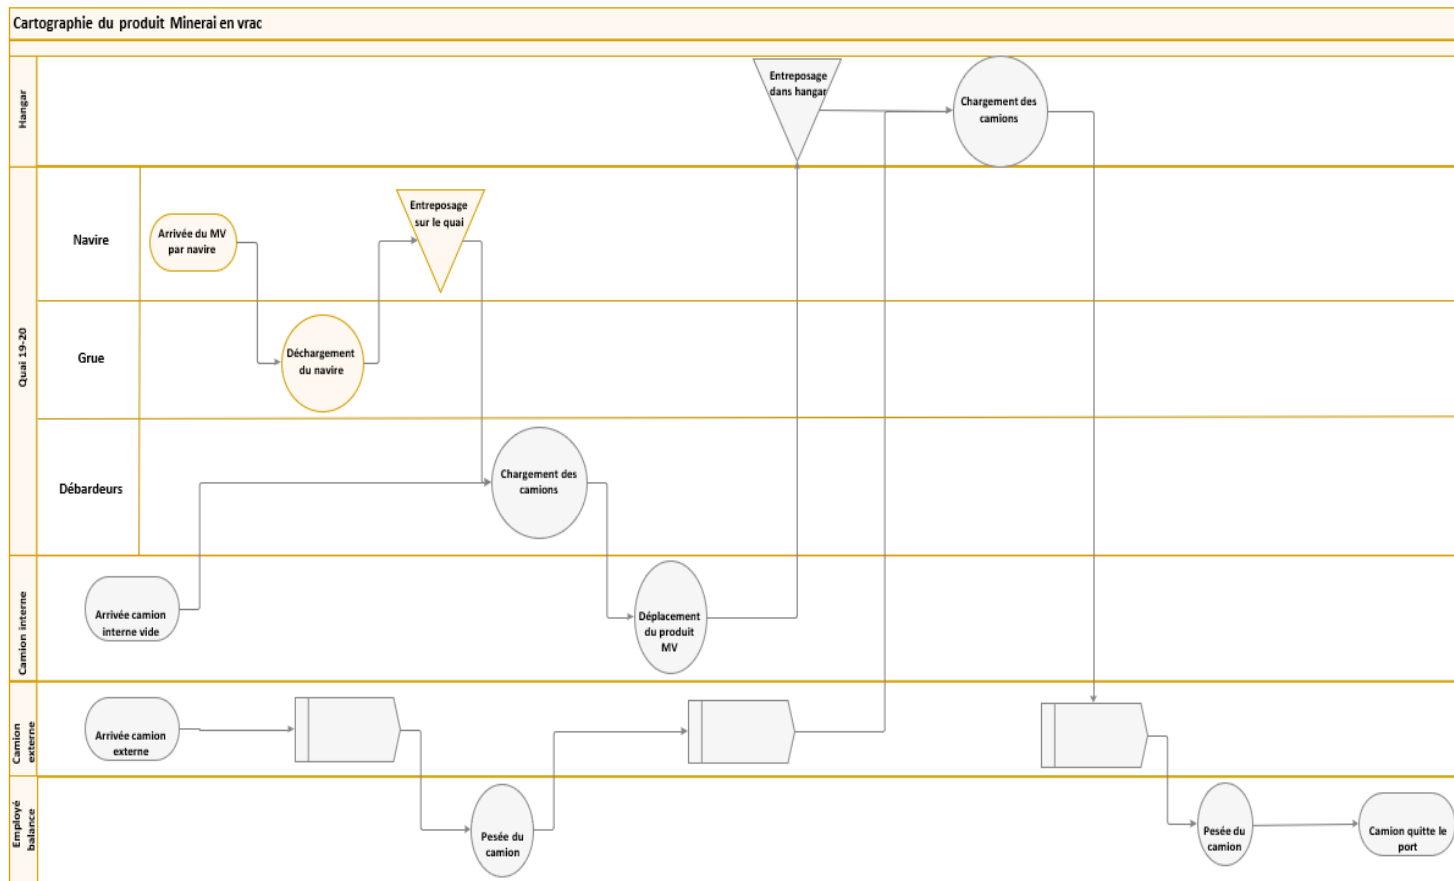 Cartographie du produit Minerai en vrac
Hangar
Entreposage
dans hangar
Chargement des
camions
Quai 19-20
Navire
Arrivée du MV
par navire
Entreposage
sur le quai
Grue
Déchargement
du navire
Débardeurs
Chargement des
camions
Camion interne
Arrivée camion
interne vide
Déplacement
du produit
MV
Camion
externe
Arrivée camion
externe
Employé
balance
Pesée du
camion
Pesée du
camion
Camion quitte le
port